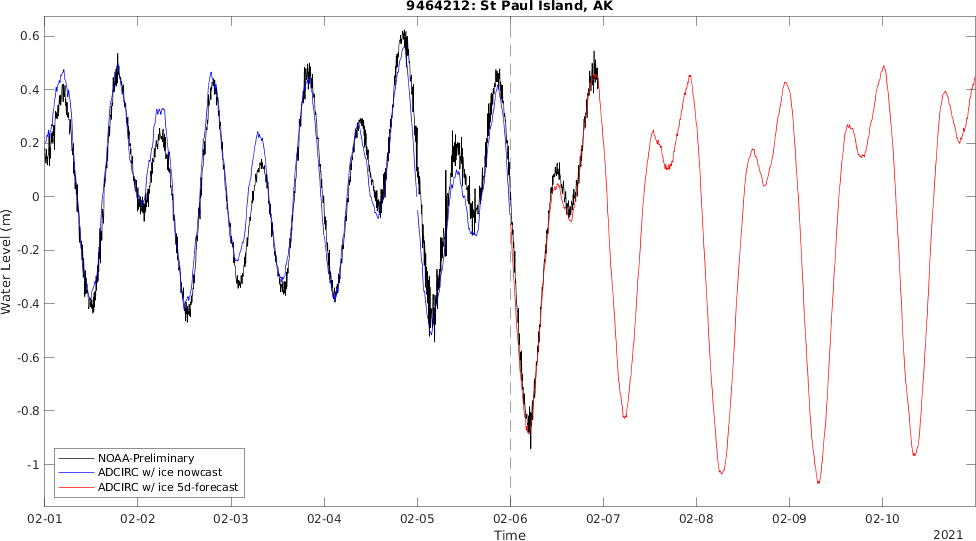 9464212: St Paul Island, AK
Water Level (m)
0.6
0.4
0.2
0
-0.2
-0.4
-0.6
-0.8
-1
NOAA-Preliminary
ADCIRC w/ ice nowcast
ADCIRC w/ ice 5d-forecast
02-01 02-02 02-03 02-04 02-05 02-06 02-07 02-08 02-09 02-10
Time
2021